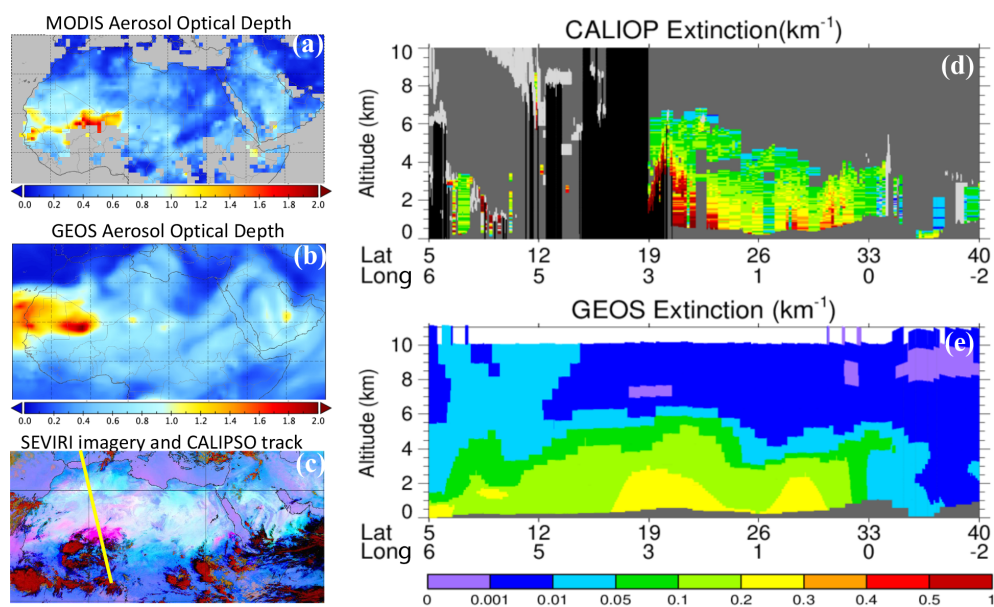 MODIS Aerosol Optical Depth
(a)
0.0 0.2 0.4 0.6 0.8 1.0 1.2 1.4 1.6 1.8 2.0
GEOS Aerosol Optical Depth
(b)
0.0 0.2 0.4 0.6 0.8 1.0 1.2 1.4 1.6 1.8 2.0
SEVIRI imagery and CALIPSO track
(c)
CALIOP Extinction(km-1)
(d)
Altitude (km)
10
8
6
4
2
0
Lat 5 12 19 26 33 40
Long 6 5 3 1 0 -2
GEOS Extinction (km-1)
(e)
Altitude (km)
10
8
6
4
2
0
Lat 5 12 19 26 33 40
Long 6 5 3 1 0 -2
0 0.001 0.01 0.05 0.1 0.2 0.3 0.4 0.5 1